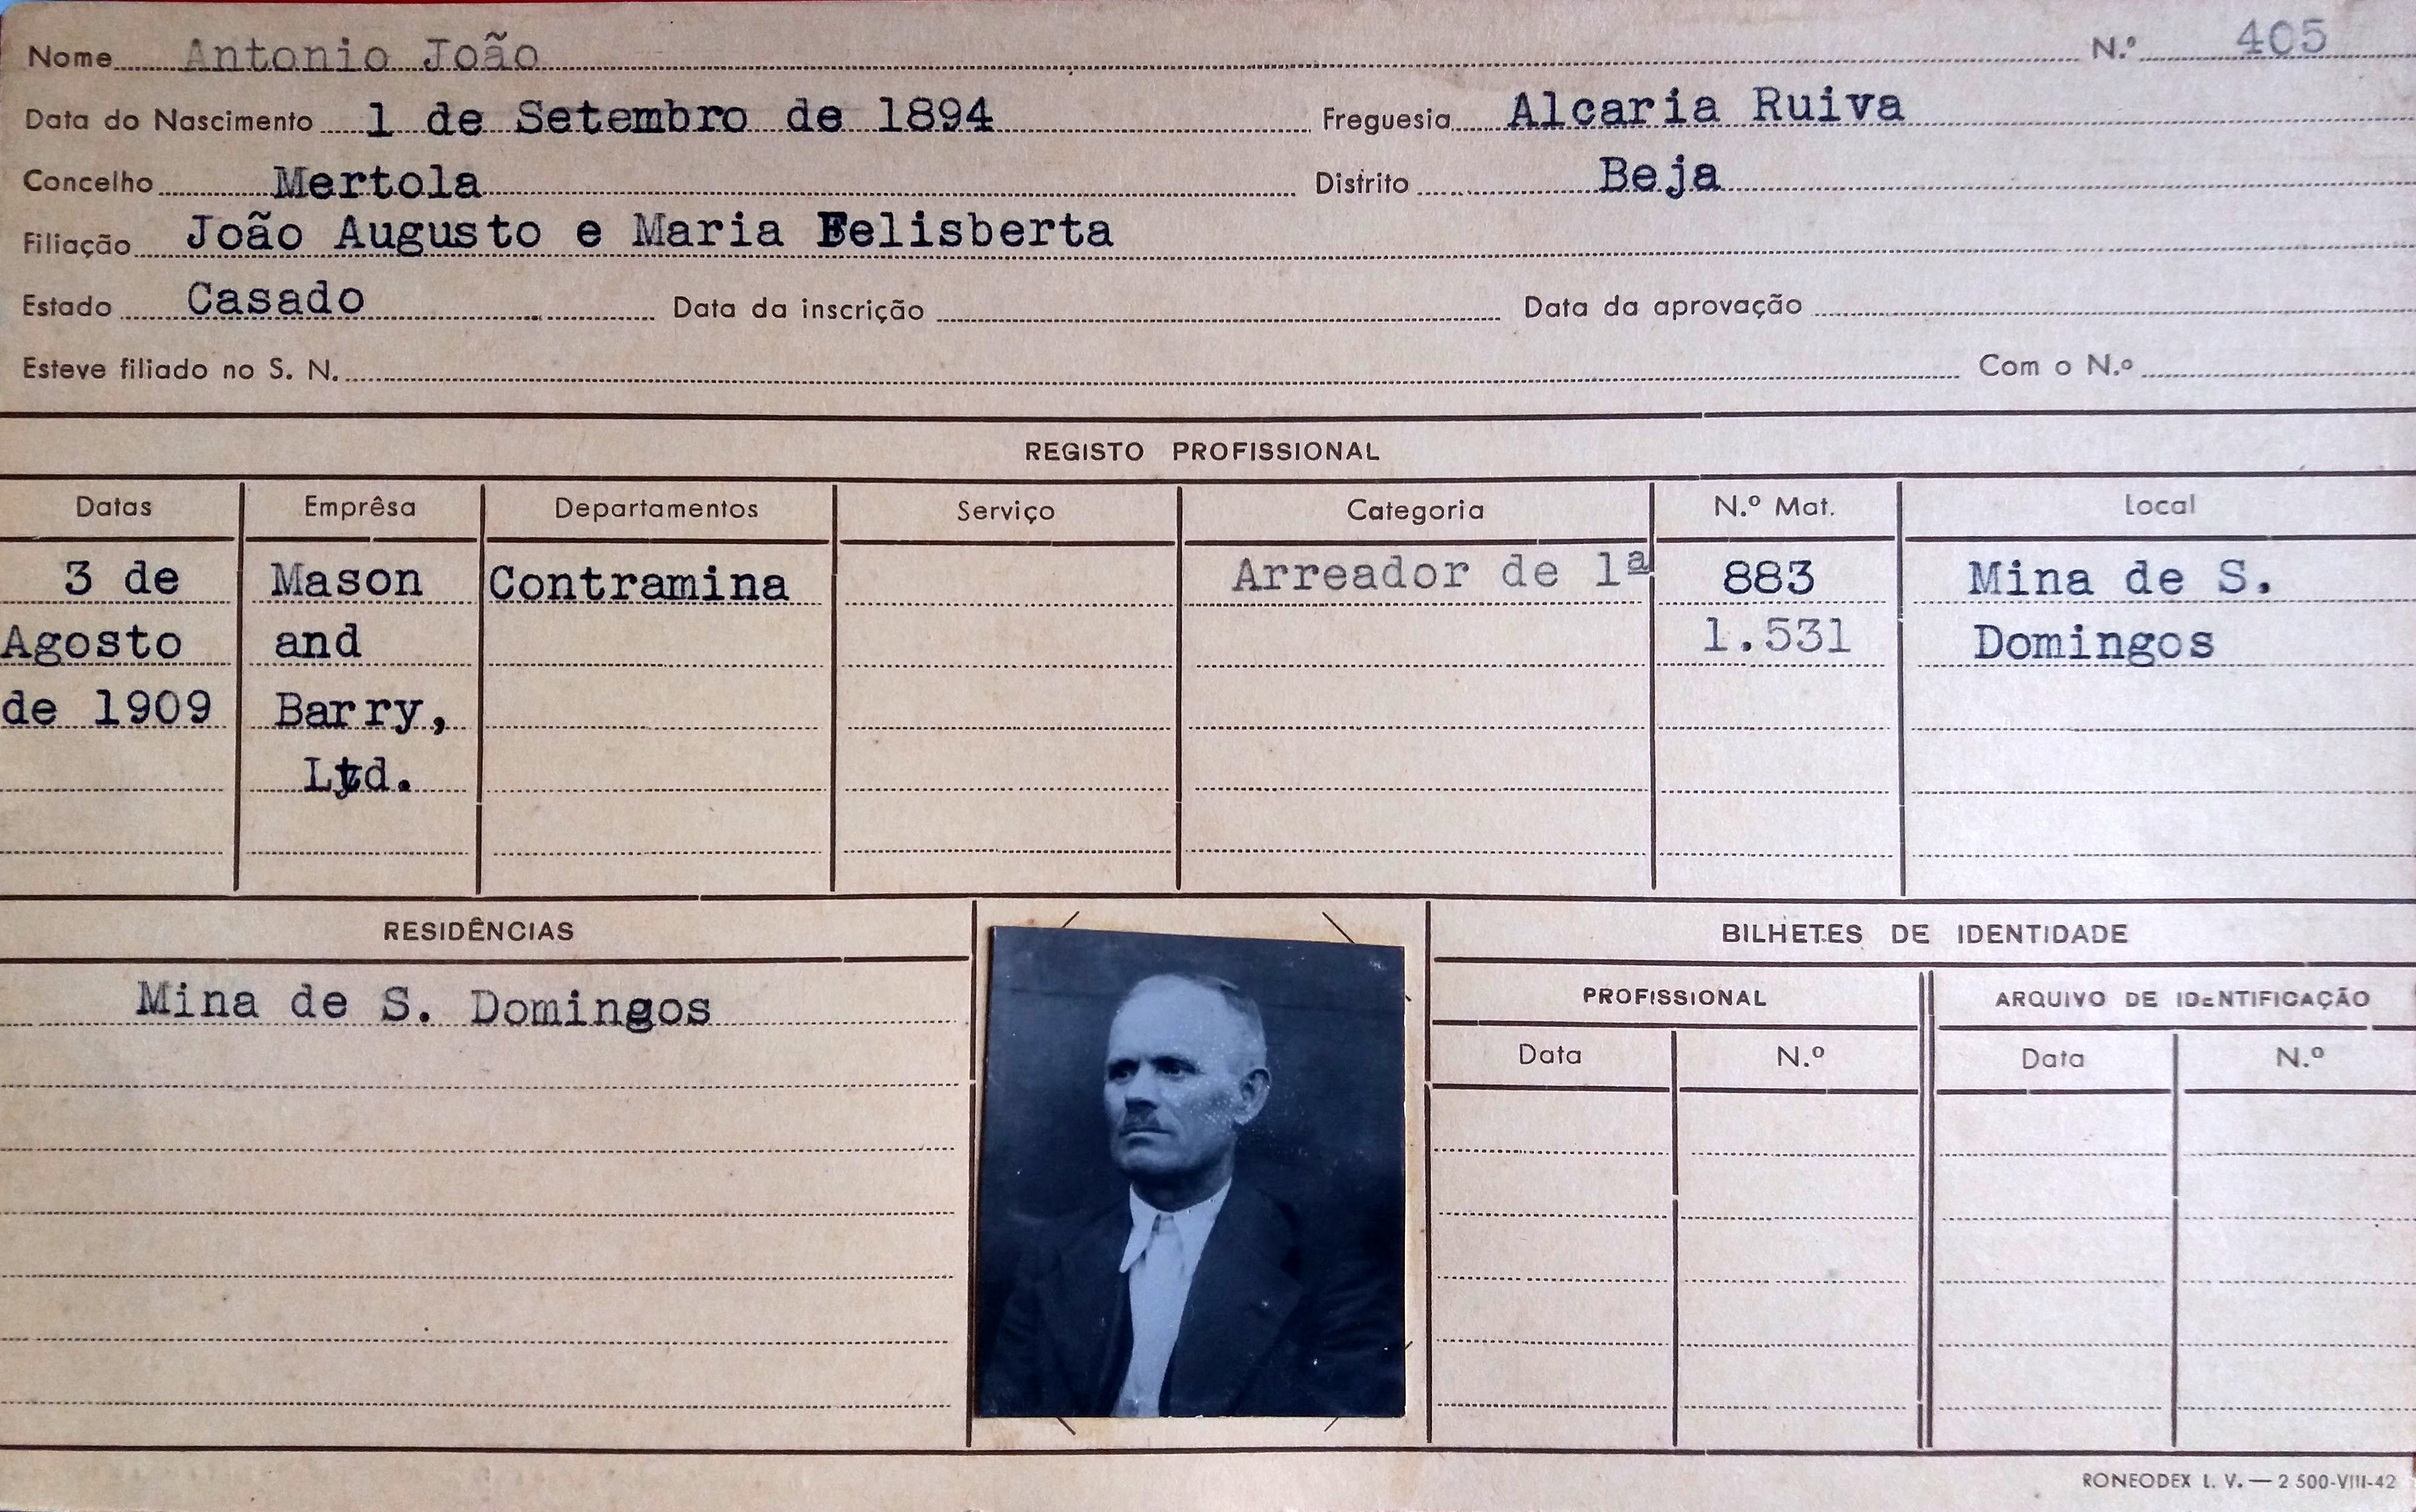 Nome Antonio João N.º 405
Data do Nascimento 1 de Setembro de 1894 Freguesia Alcaria Ruiva
Concelho Mertola Distrito Beja
Filiação João Augusto e Maria Felisberta
Estado Casado Data da inscrição Data da aprovação
Esteve filiado no S. N. Com o N.º
REGISTO PROFISSIONAL
Datas Emprêsa Departamentos Serviço Categoria N.º Mat. Local
3 de Mason Contramina Arreador de 1ª 883 Mina de S.
Agosto and 1.531 Domingos
de 1909 Barry,
Ltd.
RESIDÊNCIAS BILHETES DE IDENTIDADE
Mina de S. Domingos PROFISSIONAL ARQUIVO DE IDENTIFICAÇÃO
Data N.º Data N.º
RONEODEX L. V. — 2 500-VIII-42